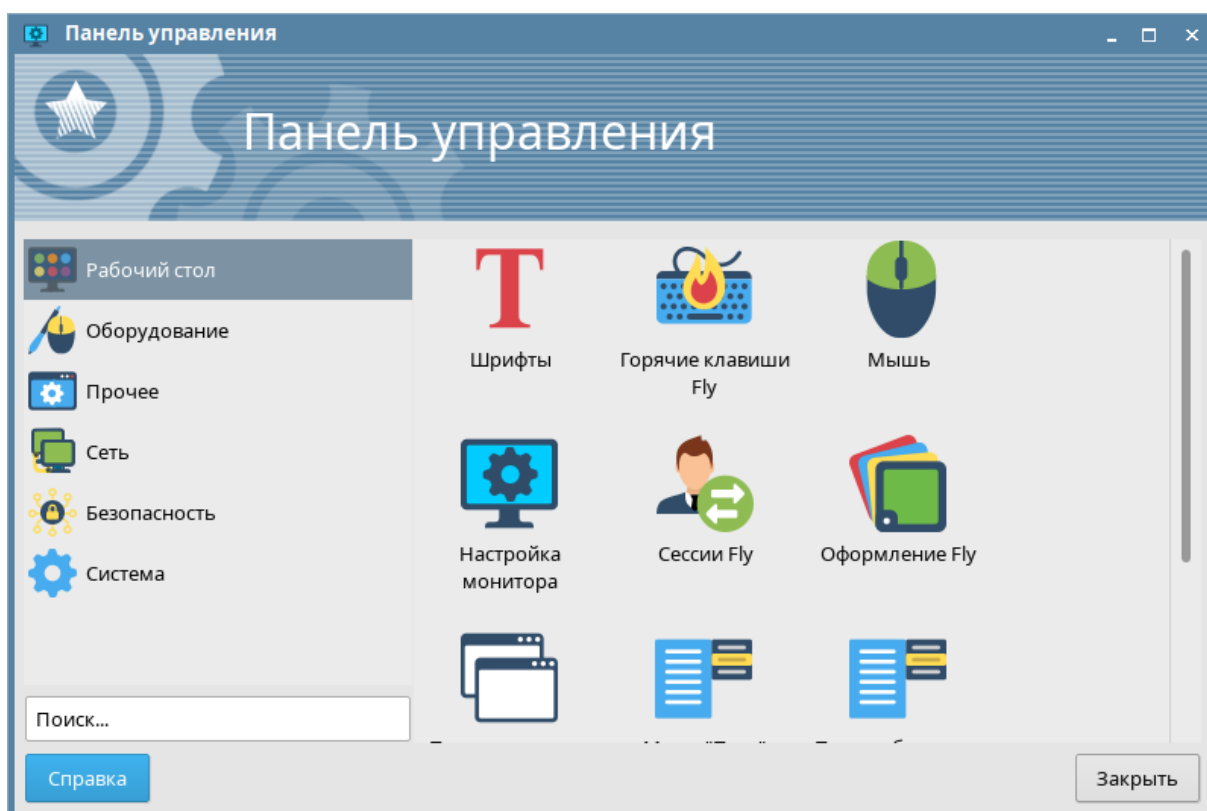 Панель управления
Панель управления
Рабочий стол
Оборудование
Прочее
Сеть
Безопасность
Система
Шрифты
Горячие клавиши
Fly
Мышь
Настройка
монитора
Сессии Fly
Оформление Fly
Поиск...
Справка
Закрыть